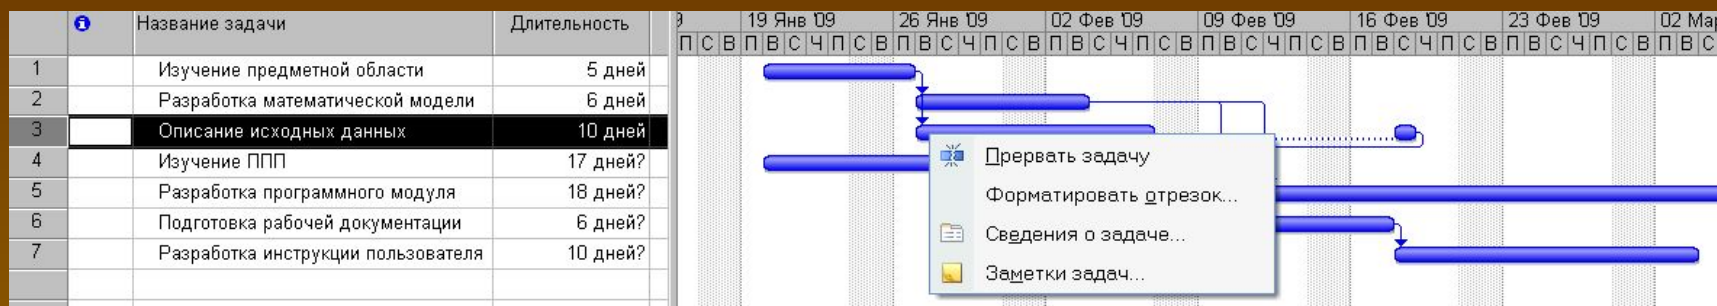 Название задачи Длительность 9 19 Янв '09 26 Янв '09 02 Фев '09 09 Фев '09 16 Фев '09 23 Фев '09 02 Мар
П С В П В С Ч П С В П В С Ч П С В П В С Ч П С В П В С Ч П С В П В С Ч П С В П В С Ч П С В П В С
1 Изучение предметной области 5 дней
2 Разработка математической модели 6 дней
3 Описание исходных данных 10 дней
4 Изучение ППП 17 дней?
5 Разработка программного модуля 18 дней?
6 Подготовка рабочей документации 6 дней?
7 Разработка инструкции пользователя 10 дней?
Прервать задачу
Форматировать отрезок...
Сведения о задаче...
Заметки задач...